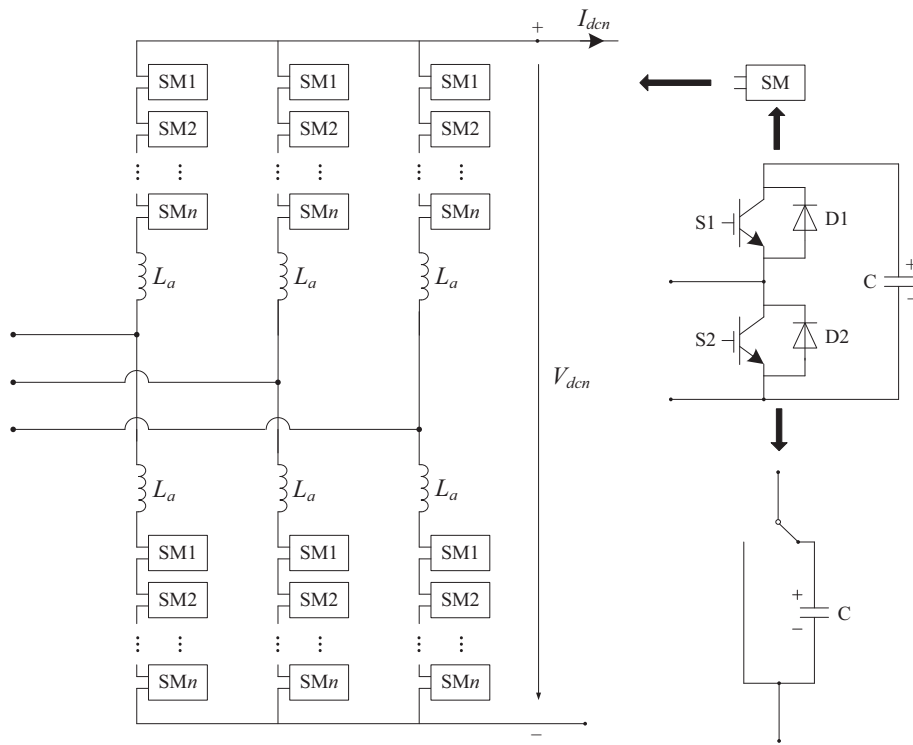 + I_dcn
SM1 SM1 SM1 SM
SM2 SM2 SM2
SMn SMn SMn
S1 D1
L_a L_a L_a
C + −
S2 D2
V_dcn
L_a L_a L_a
SM1 SM1 SM1
SM2 SM2 SM2
+ − C
SMn SMn SMn
−